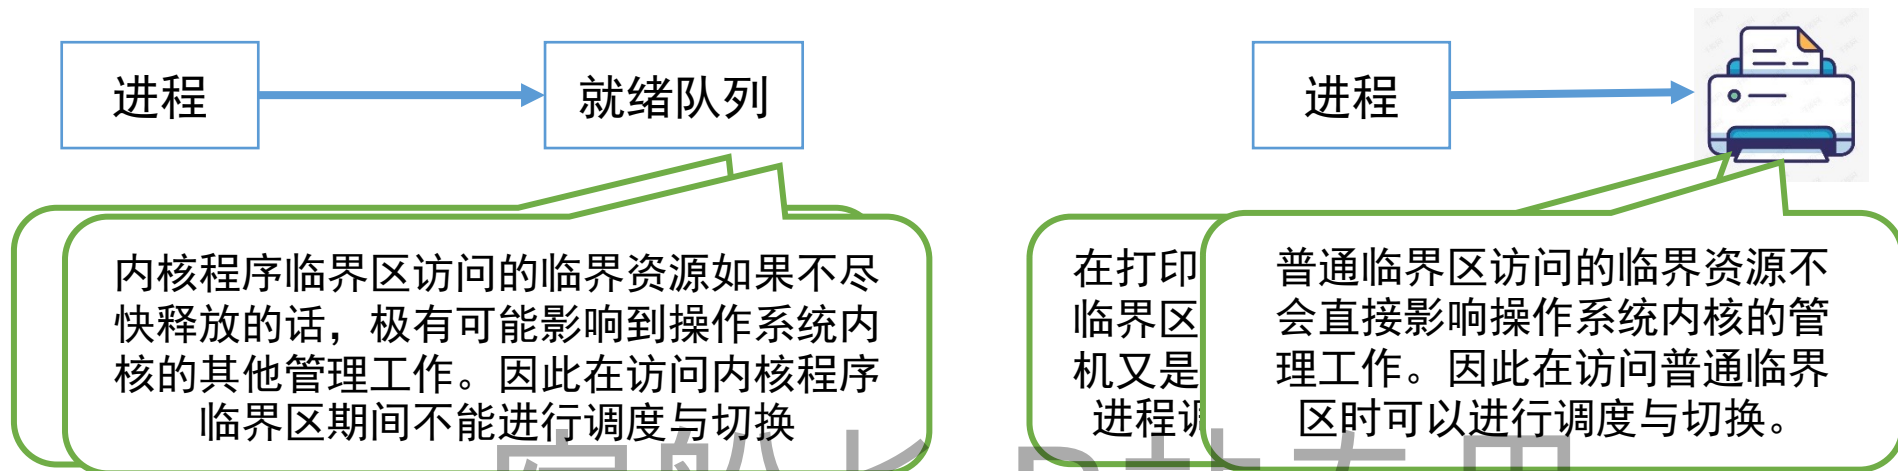 进程
就绪队列
进程
内核程序临界区访问的临界资源如果不尽
快释放的话，极有可能影响到操作系统内
核的其他管理工作。因此在访问内核程序
临界区期间不能进行调度与切换
在打印
临界区
机又是
进程
普通临界区访问的临界资源不
会直接影响操作系统内核的管
理工作。因此在访问普通临界
区时可以进行调度与切换。